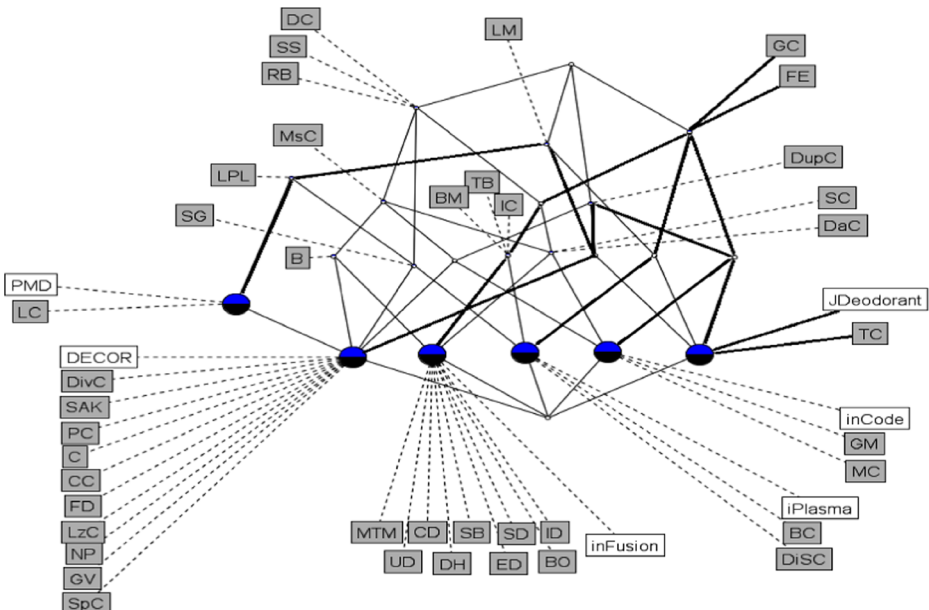 DC
SS
RB
LM
GC
FE
MsC
LPL
SG
B
BM
TB
IC
DupC
SC
DaC
PMD
LC
JDeodorant
TC
DECOR
DivC
SAK
PC
C
CC
FD
LzC
NP
GV
SpC
inCode
GM
MC
iPlasma
BC
DiSC
MTM
CD
SB
SD
ID
UD
DH
ED
BO
inFusion